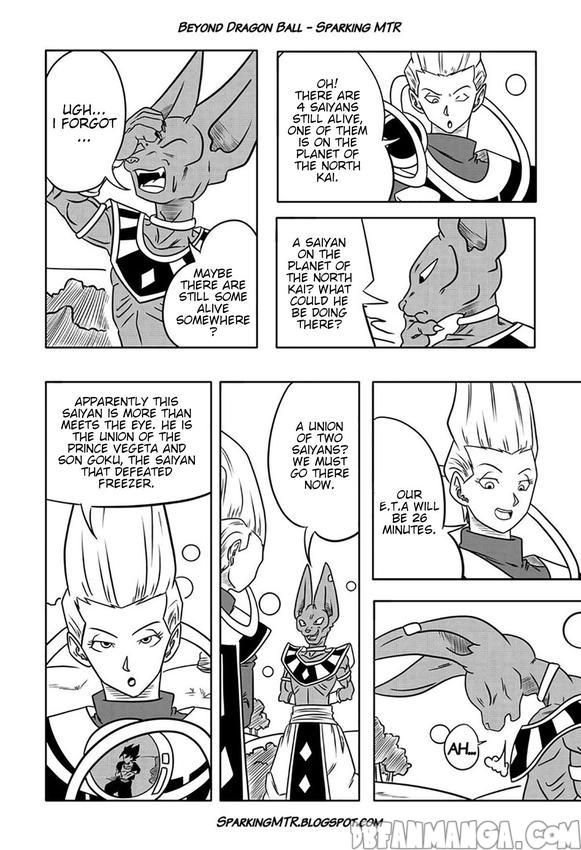 BEYOND DRAGON BALL - SPARKING MTR
UGH...
I FORGOT
...
MAYBE
THERE ARE
STILL SOME
ALIVE
SOMEWHERE
?
OH!
THERE ARE
4 SAIYANS
STILL ALIVE,
ONE OF THEM
IS ON THE
PLANET OF
THE NORTH
KAI.
A SAIYAN
ON THE
PLANET OF
THE NORTH
KAI? WHAT
COULD HE
BE DOING
THERE?
APPARENTLY THIS
SAIYAN IS MORE THAN
MEETS THE EYE. HE IS
THE UNION OF THE
PRINCE VEGETA AND
SON GOKU, THE SAIYAN
THAT DEFEATED
FREEZER.
A UNION
OF TWO
SAIYANS?
WE MUST
GO THERE
NOW.
OUR
E.T.A WILL
BE 26
MINUTES.
AH...
SPARKINGMTR.BLOGSPOT.COM
DBFANMANGA.COM